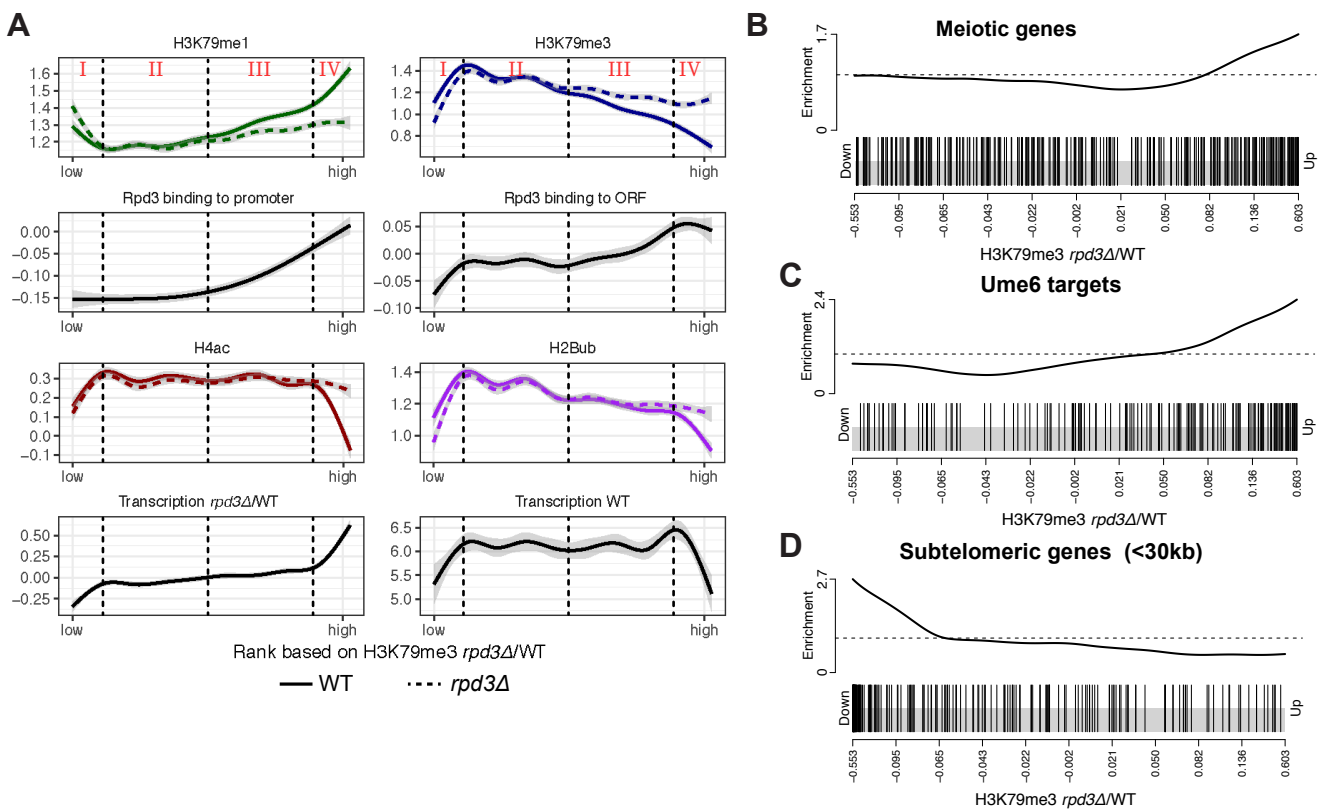 A
H3K79me1
I II III IV
1.6
1.5
1.4
1.3
1.2
low high
H3K79me3
I II III IV
1.4
1.2
1.0
0.8
low high
Rpd3 binding to promoter
0.00
−0.05
−0.10
−0.15
low high
Rpd3 binding to ORF
0.05
0.00
−0.05
−0.10
low high
H4ac
0.3
0.2
0.1
0.0
−0.1
low high
H2Bub
1.4
1.2
1.0
low high
Transcription rpd3Δ/WT
0.50
0.25
0.00
−0.25
low high
Transcription WT
6.5
6.0
5.5
5.0
low high
Rank based on H3K79me3 rpd3Δ/WT
WT rpd3Δ
B
Meiotic genes
Enrichment
1.7
0
Down
Up
−0.553 −0.095 −0.065 −0.043 −0.022 −0.002 0.021 0.050 0.082 0.136 0.603
H3K79me3 rpd3Δ/WT
C
Ume6 targets
Enrichment
2.4
0
Down
Up
−0.553 −0.095 −0.065 −0.043 −0.022 −0.002 0.021 0.050 0.082 0.136 0.603
H3K79me3 rpd3Δ/WT
D
Subtelomeric genes (<30kb)
Enrichment
2.7
0
Down
Up
−0.553 −0.095 −0.065 −0.043 −0.022 −0.002 0.021 0.050 0.082 0.136 0.603
H3K79me3 rpd3Δ/WT